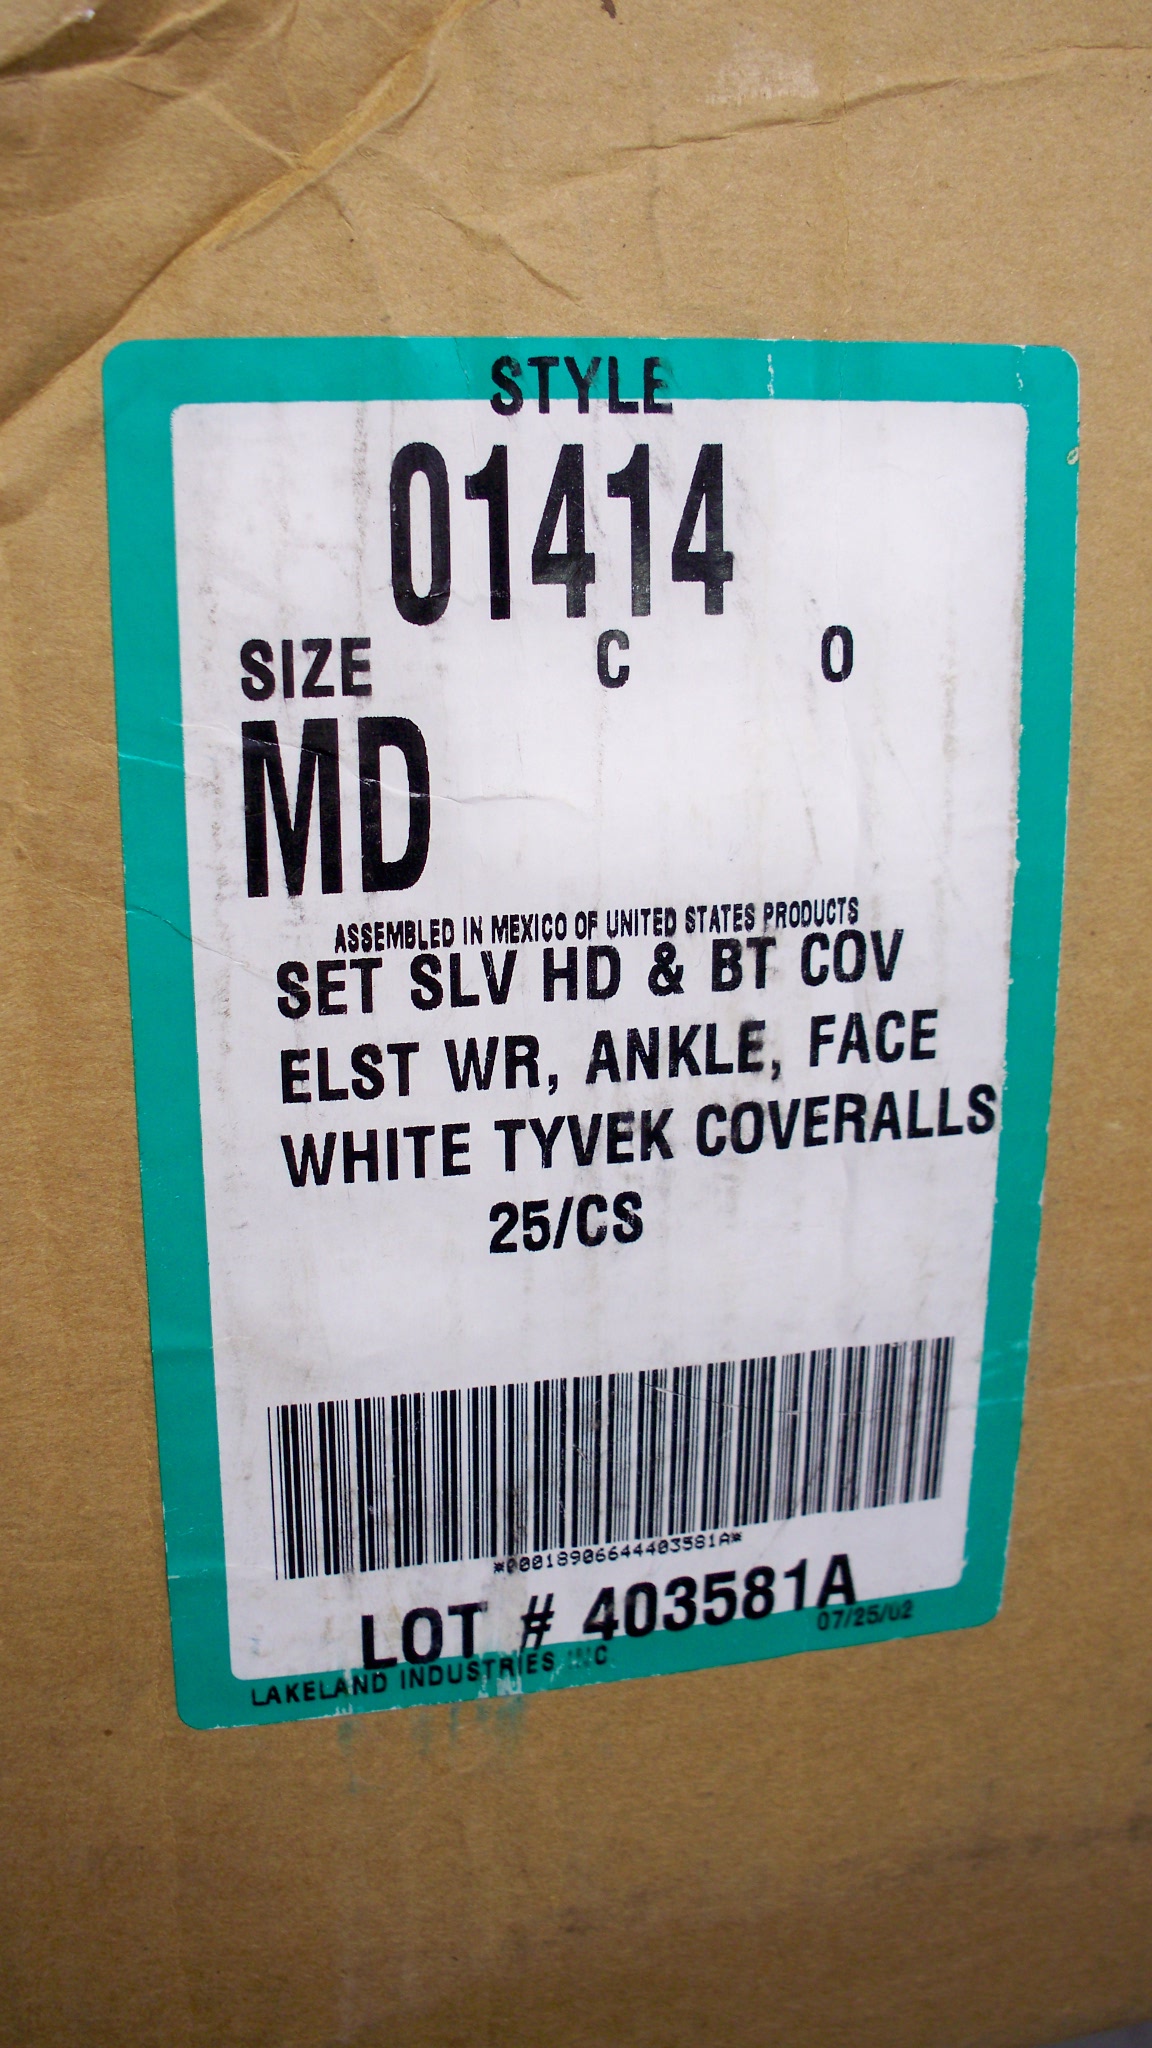 STYLE
01414
SIZE C O
MD
ASSEMBLED IN MEXICO OF UNITED STATES PRODUCTS
SET SLV HD & BT COV
ELST WR, ANKLE, FACE
WHITE TYVEK COVERALLS
25/CS
*00018906644403581A*
LOT # 403581A
07/25/02
LAKELAND INDUSTRIES INC